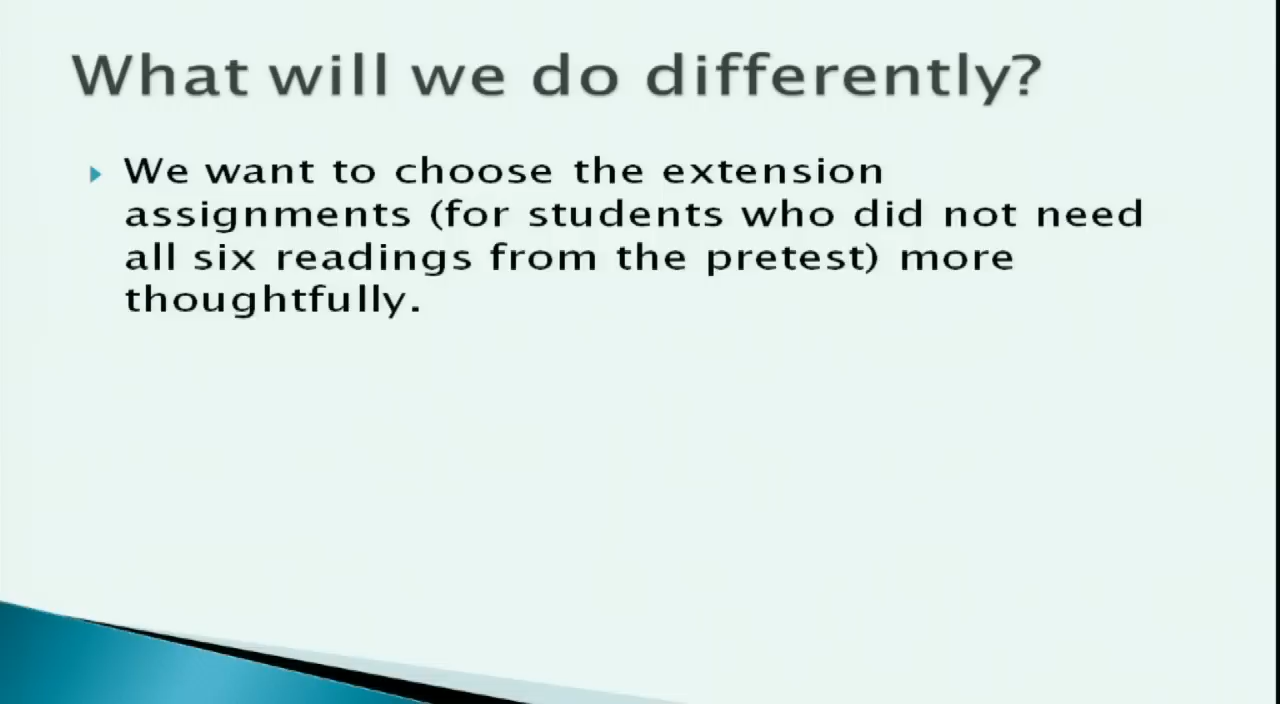 What will we do differently?
We want to choose the extension
assignments (for students who did not need
all six readings from the pretest) more
thoughtfully.